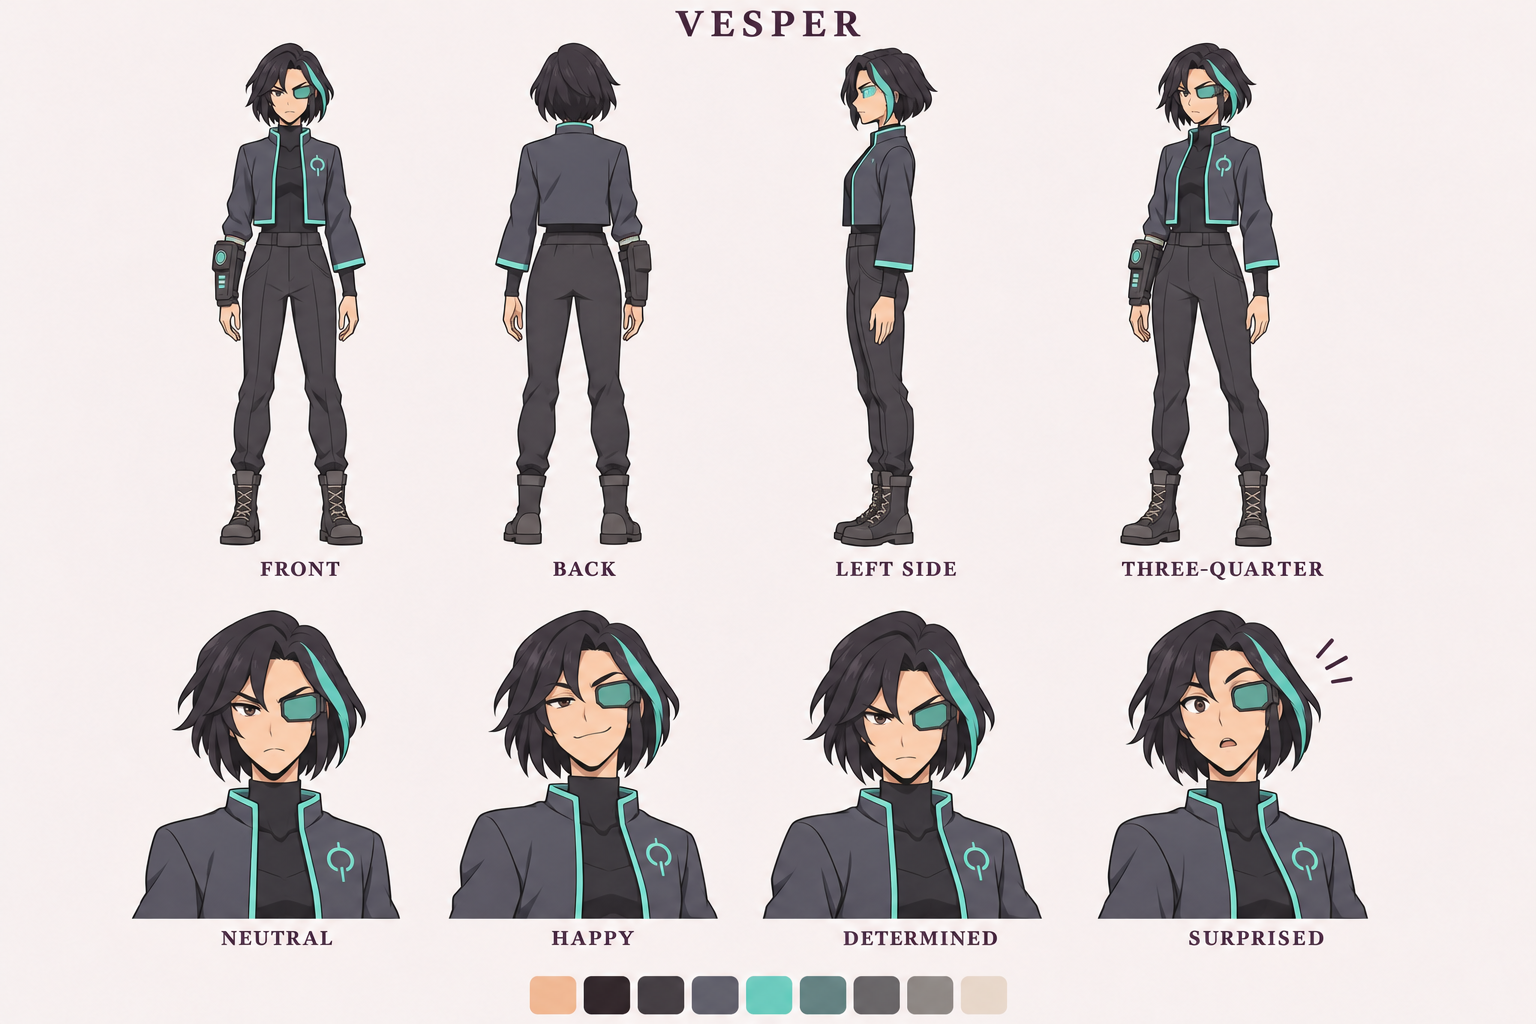 VESPER
FRONT
BACK
LEFT SIDE
THREE-QUARTER
NEUTRAL
HAPPY
DETERMINED
SURPRISED